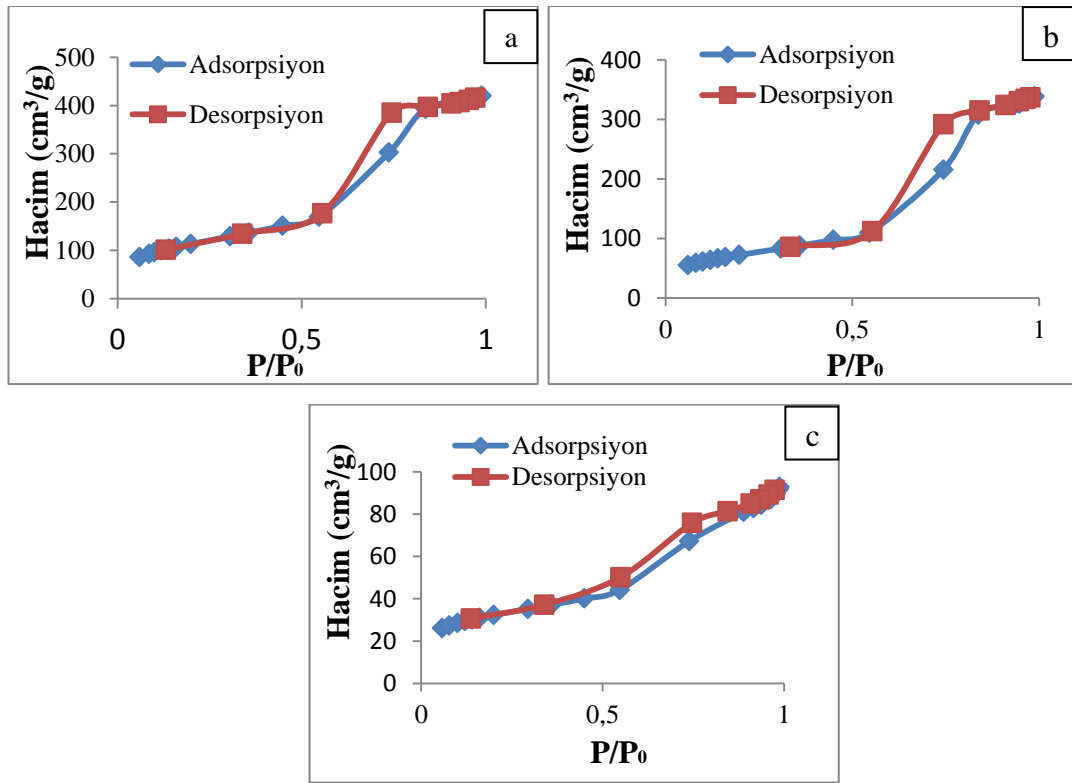 a
500
400
300
200
100
0
Hacim (cm³/g)
Adsorpsiyon
Desorpsiyon
0 0,5 1
P/P₀
b
400
300
200
100
0
Hacim (cm³/g)
Adsorpsiyon
Desorpsiyon
0 0,5 1
P/P₀
c
100
80
60
40
20
0
Hacim (cm³/g)
Adsorpsiyon
Desorpsiyon
0 0,5 1
P/P₀